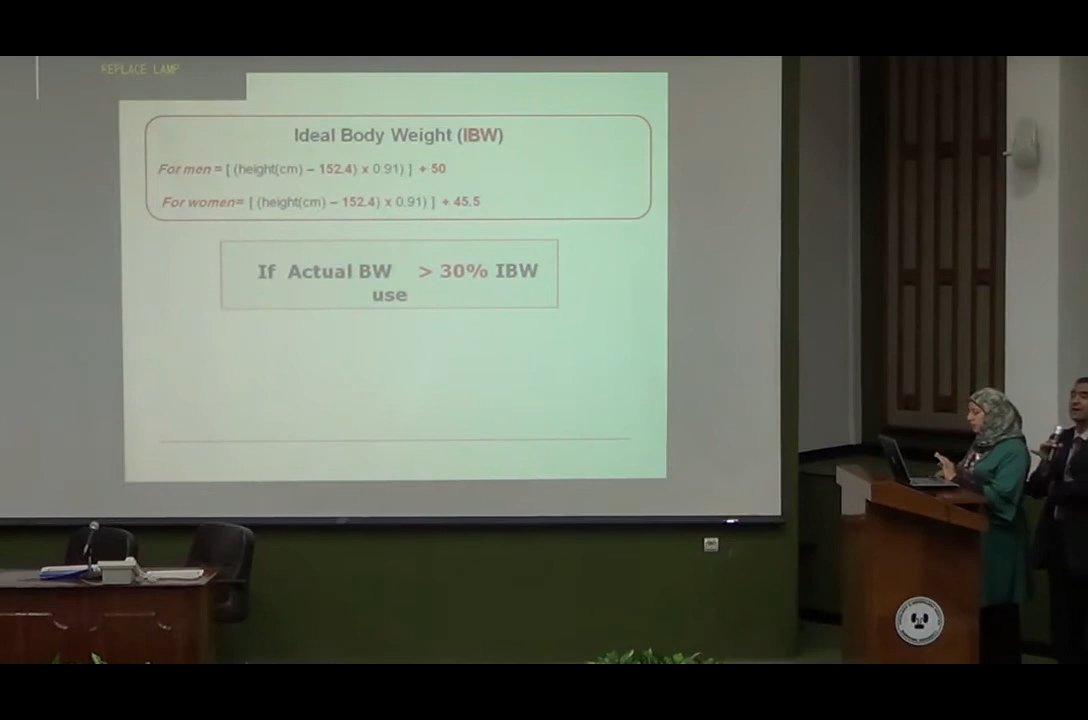 REPLACE LAMP
Ideal Body Weight (IBW)
For men = [ (height(cm) – 152.4) x 0.91) ] + 50
For women= [ (height(cm) – 152.4) x 0.91) ] + 45.5
If Actual BW > 30% IBW
use